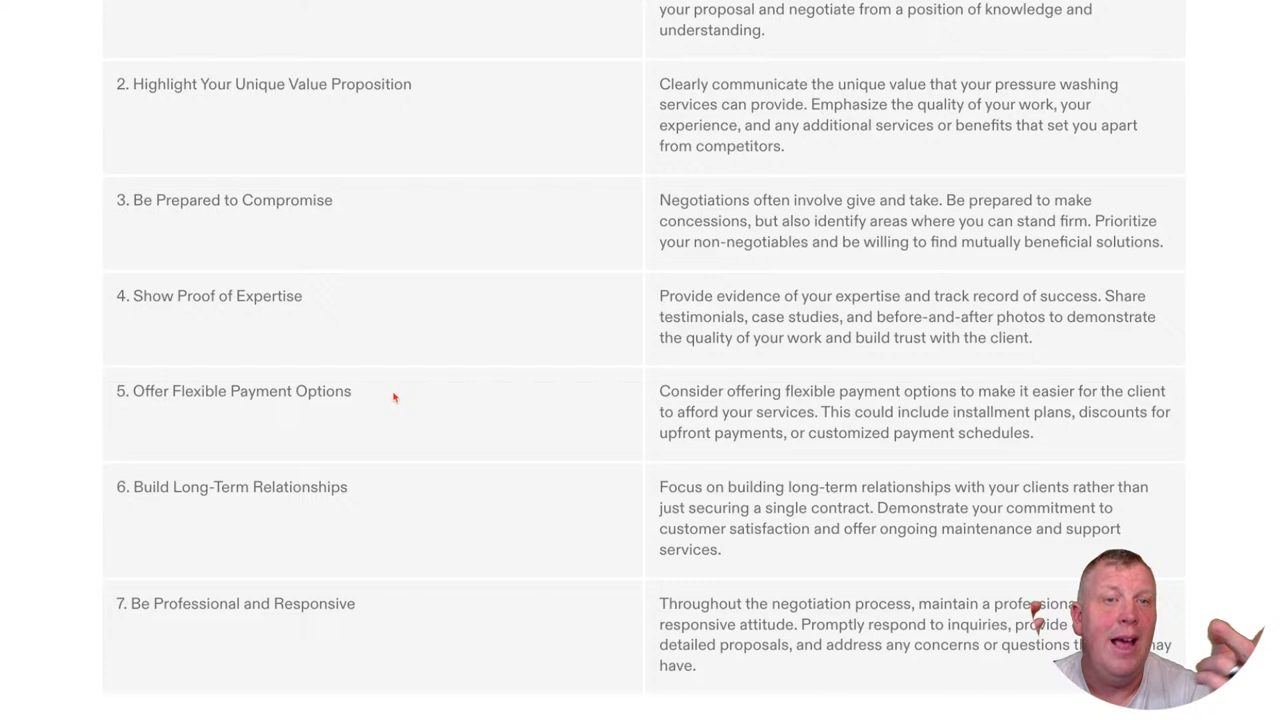 your proposal and negotiate from a position of knowledge and
understanding.
2. Highlight Your Unique Value Proposition
Clearly communicate the unique value that your pressure washing
services can provide. Emphasize the quality of your work, your
experience, and any additional services or benefits that set you apart
from competitors.
3. Be Prepared to Compromise
Negotiations often involve give and take. Be prepared to make
concessions, but also identify areas where you can stand firm. Prioritize
your non-negotiables and be willing to find mutually beneficial solutions.
4. Show Proof of Expertise
Provide evidence of your expertise and track record of success. Share
testimonials, case studies, and before-and-after photos to demonstrate
the quality of your work and build trust with the client.
5. Offer Flexible Payment Options
Consider offering flexible payment options to make it easier for the client
to afford your services. This could include installment plans, discounts for
upfront payments, or customized payment schedules.
6. Build Long-Term Relationships
Focus on building long-term relationships with your clients rather than
just securing a single contract. Demonstrate your commitment to
customer satisfaction and offer ongoing maintenance and support
services.
7. Be Professional and Responsive
Throughout the negotiation process, maintain a
responsive attitude. Promptly respond to inquiries, provide
detailed proposals, and address any concerns or questions
have.